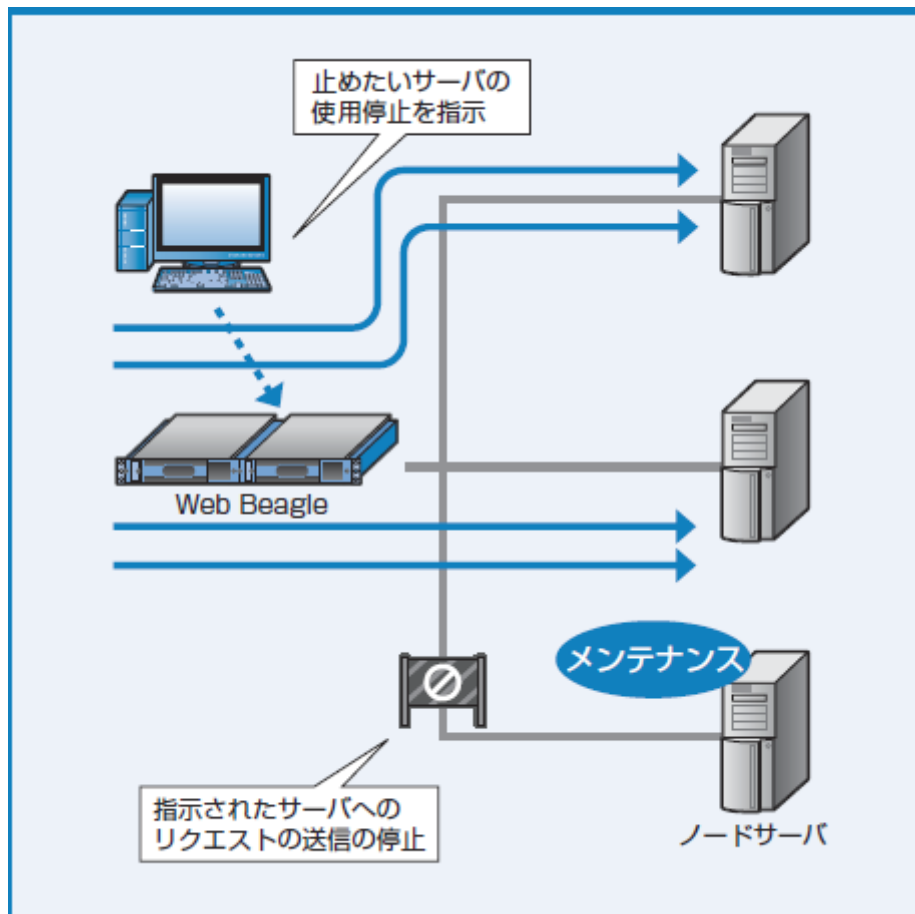 止めたいサーバの
使用停止を指示
Web Beagle
メンテナンス
指示されたサーバへの
リクエストの送信の停止
ノードサーバ